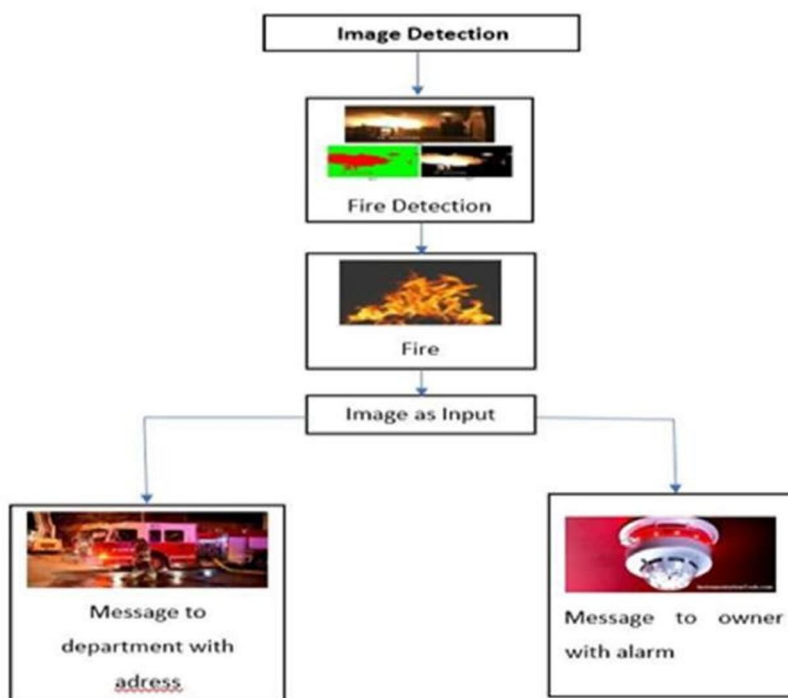 Image Detection
Fire Detection
Fire
Image as Input
Message to
department with
adress
Message to owner
with alarm